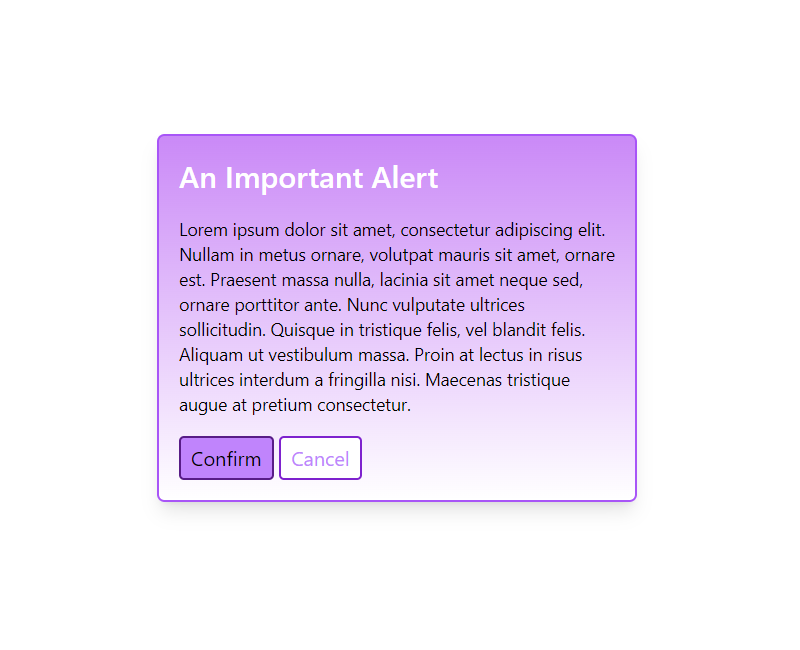 An Important Alert
Lorem ipsum dolor sit amet, consectetur adipiscing elit.
Nullam in metus ornare, volutpat mauris sit amet, ornare
est. Praesent massa nulla, lacinia sit amet neque sed,
ornare porttitor ante. Nunc vulputate ultrices
sollicitudin. Quisque in tristique felis, vel blandit felis.
Aliquam ut vestibulum massa. Proin at lectus in risus
ultrices interdum a fringilla nisi. Maecenas tristique
augue at pretium consectetur.
Confirm Cancel